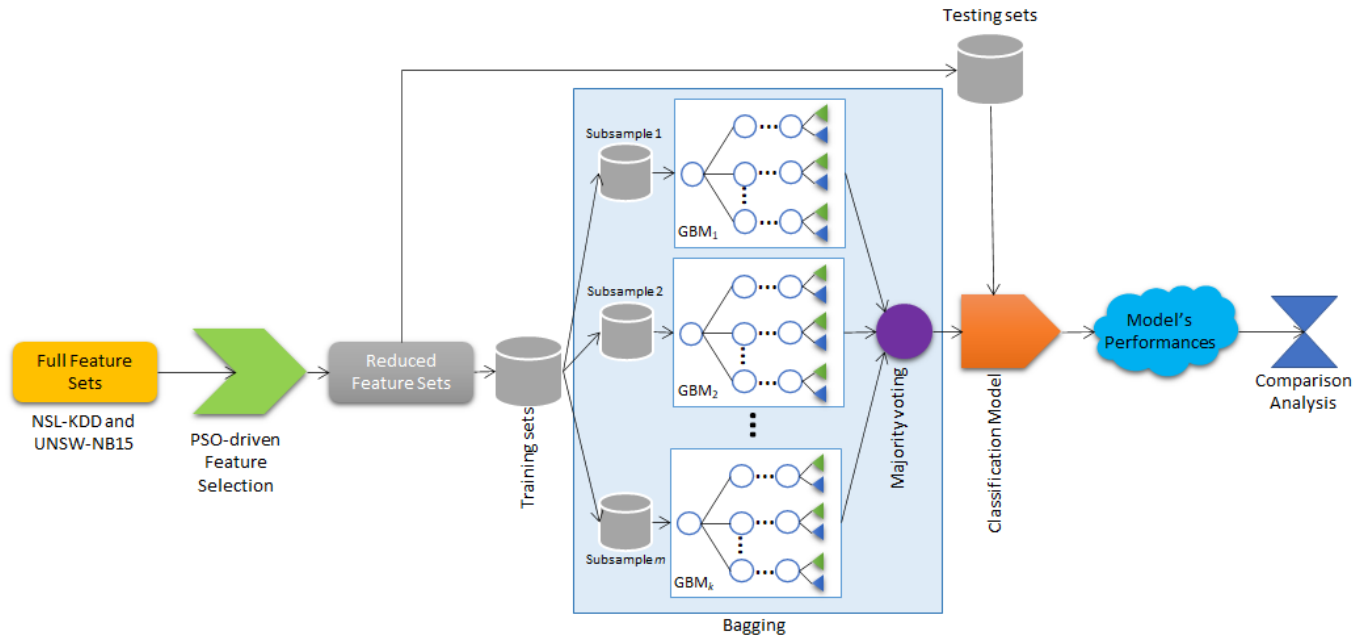 Testing sets
Subsample 1
GBM1
Subsample 2
GBM2
Subsample m
GBMk
Full Feature
Sets
NSL-KDD and
UNSW-NB15
PSO-driven
Feature
Selection
Reduced
Feature Sets
Training sets
Majority voting
Classification Model
Model's
Performances
Comparison
Analysis
Bagging